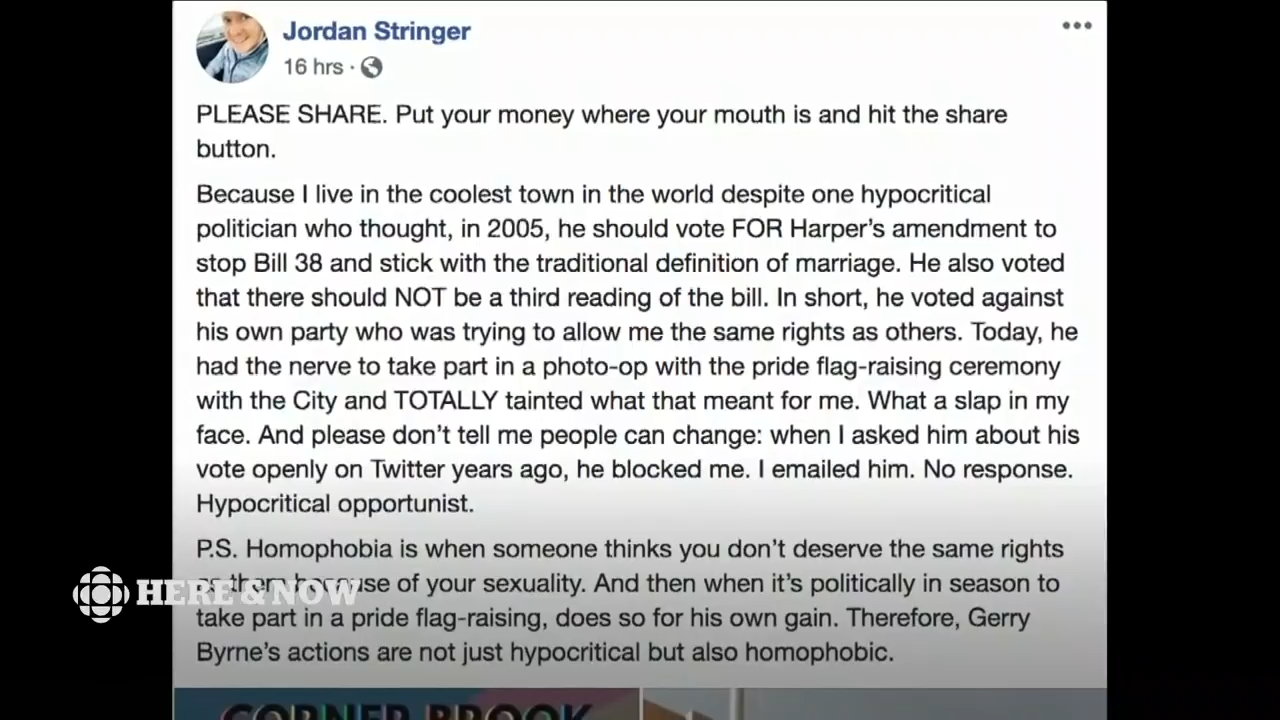 Jordan Stringer
16 hrs ·
PLEASE SHARE. Put your money where your mouth is and hit the share
button.
Because I live in the coolest town in the world despite one hypocritical
politician who thought, in 2005, he should vote FOR Harper's amendment to
stop Bill 38 and stick with the traditional definition of marriage. He also voted
that there should NOT be a third reading of the bill. In short, he voted against
his own party who was trying to allow me the same rights as others. Today, he
had the nerve to take part in a photo-op with the pride flag-raising ceremony
with the City and TOTALLY tainted what that meant for me. What a slap in my
face. And please don't tell me people can change: when I asked him about his
vote openly on Twitter years ago, he blocked me. I emailed him. No response.
Hypocritical opportunist.
P.S. Homophobia is when someone thinks you don't deserve the same rights
as them because of your sexuality. And then when it's politically in season to
HERE & NOW
take part in a pride flag-raising, does so for his own gain. Therefore, Gerry
Byrne's actions are not just hypocritical but also homophobic.
CORNER BROOK